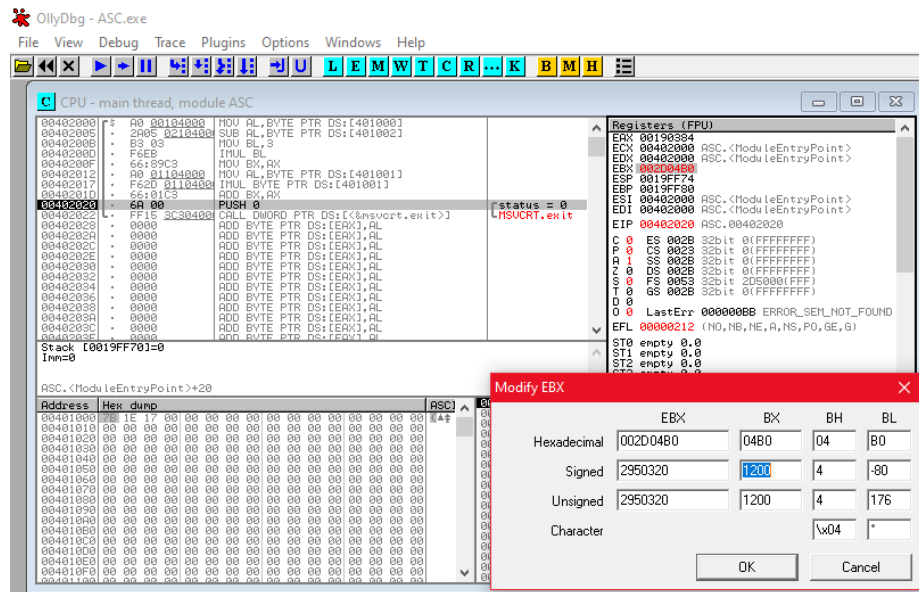 OllyDbg - ASC.exe
File View Debug Trace Plugins Options Windows Help
L E M W T C R ... K B M H
C CPU - main thread, module ASC
00402000 A0 00104000 MOV AL,BYTE PTR DS:[401000]
00402005 2A05 02104000 SUB AL,BYTE PTR DS:[401002]
0040200B B3 03 MOV BL,3
0040200D F6EB IMUL BL
0040200F 66:89C3 MOV BX,AX
00402012 A0 01104000 MOV AL,BYTE PTR DS:[401001]
00402017 F62D 01104000 IMUL BYTE PTR DS:[401001]
0040201D 66:01C3 ADD BX,AX
00402020 6A 00 PUSH 0 status = 0
00402022 FF15 3C304000 CALL DWORD PTR DS:[<&msvcrt.exit>] MSVCRT.exit
00402028 0000 ADD BYTE PTR DS:[EAX],AL
0040202A 0000 ADD BYTE PTR DS:[EAX],AL
0040202C 0000 ADD BYTE PTR DS:[EAX],AL
0040202E 0000 ADD BYTE PTR DS:[EAX],AL
00402030 0000 ADD BYTE PTR DS:[EAX],AL
00402032 0000 ADD BYTE PTR DS:[EAX],AL
00402034 0000 ADD BYTE PTR DS:[EAX],AL
00402036 0000 ADD BYTE PTR DS:[EAX],AL
00402038 0000 ADD BYTE PTR DS:[EAX],AL
0040203A 0000 ADD BYTE PTR DS:[EAX],AL
0040203C 0000 ADD BYTE PTR DS:[EAX],AL
0040203E 0000 ADD BYTE PTR DS:[EAX],AL
Stack [0019FF70]=0
Imm=0
ASC.<ModuleEntryPoint>+20
Registers (FPU)
EAX 00190384
ECX 00402000 ASC.<ModuleEntryPoint>
EDX 00402000 ASC.<ModuleEntryPoint>
EBX 002D04B0
ESP 0019FF74
EBP 0019FF80
ESI 00402000 ASC.<ModuleEntryPoint>
EDI 00402000 ASC.<ModuleEntryPoint>
EIP 00402020 ASC.00402020
C 0 ES 002B 32bit 0(FFFFFFFF)
P 0 CS 0023 32bit 0(FFFFFFFF)
A 1 SS 002B 32bit 0(FFFFFFFF)
Z 0 DS 002B 32bit 0(FFFFFFFF)
S 0 FS 0053 32bit 2D5000(FFF)
T 0 GS 002B 32bit 0(FFFFFFFF)
D 0
O 0 LastErr 000000BB ERROR_SEM_NOT_FOUND
EFL 00000212 (NO,NB,NE,A,NS,PO,GE,G)
ST0 empty 0.0
ST1 empty 0.0
ST2 empty 0.0
Address Hex dump ASCI
00401000 7B 1E 17 00 00 00 00 00 00 00 00 00 00 00 00 00
00401010 00 00 00 00 00 00 00 00 00 00 00 00 00 00 00 00
00401020 00 00 00 00 00 00 00 00 00 00 00 00 00 00 00 00
00401030 00 00 00 00 00 00 00 00 00 00 00 00 00 00 00 00
00401040 00 00 00 00 00 00 00 00 00 00 00 00 00 00 00 00
00401050 00 00 00 00 00 00 00 00 00 00 00 00 00 00 00 00
00401060 00 00 00 00 00 00 00 00 00 00 00 00 00 00 00 00
00401070 00 00 00 00 00 00 00 00 00 00 00 00 00 00 00 00
00401080 00 00 00 00 00 00 00 00 00 00 00 00 00 00 00 00
00401090 00 00 00 00 00 00 00 00 00 00 00 00 00 00 00 00
004010A0 00 00 00 00 00 00 00 00 00 00 00 00 00 00 00 00
004010B0 00 00 00 00 00 00 00 00 00 00 00 00 00 00 00 00
004010C0 00 00 00 00 00 00 00 00 00 00 00 00 00 00 00 00
004010D0 00 00 00 00 00 00 00 00 00 00 00 00 00 00 00 00
004010E0 00 00 00 00 00 00 00 00 00 00 00 00 00 00 00 00
004010F0 00 00 00 00 00 00 00 00 00 00 00 00 00 00 00 00
Modify EBX
EBX BX BH BL
Hexadecimal 002D04B0 04B0 04 B0
Signed 2950320 1200 4 -80
Unsigned 2950320 1200 4 176
Character \x04 °
OK Cancel